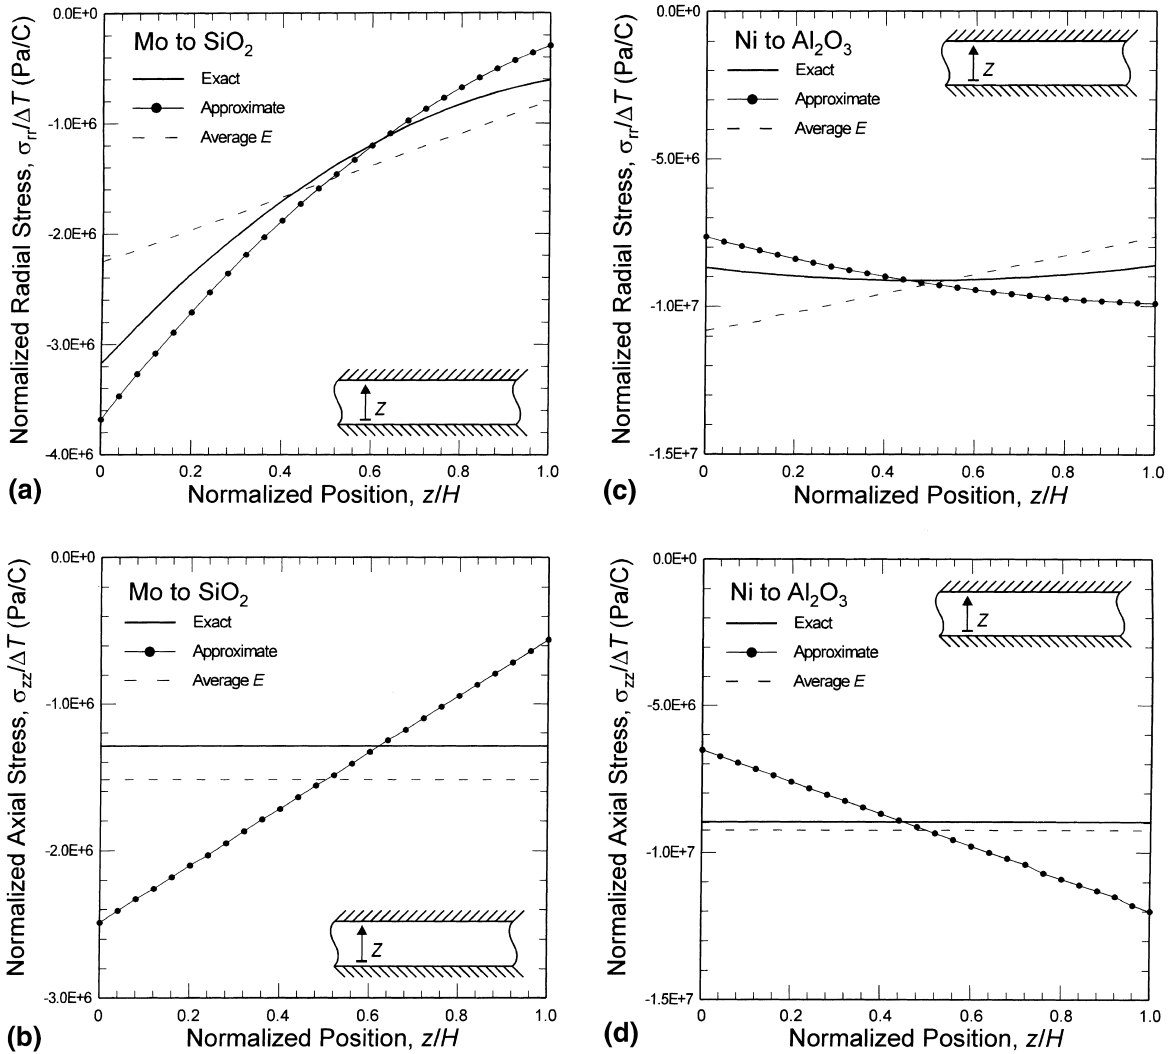 Mo to SiO2
Exact
Approximate
Average E
Normalized Radial Stress, σrr/ΔT (Pa/C)
0.0E+0
-1.0E+6
-2.0E+6
-3.0E+6
-4.0E+6
Z
0
0.2
0.4
0.6
0.8
1.0
Normalized Position, z/H
(a)
Ni to Al2O3
Exact
Approximate
Average E
Normalized Radial Stress, σrr/ΔT (Pa/C)
0.0E+0
-5.0E+6
-1.0E+7
-1.5E+7
Z
0
0.2
0.4
0.6
0.8
1.0
Normalized Position, z/H
(c)
Mo to SiO2
Exact
Approximate
Average E
Normalized Axial Stress, σzz/ΔT (Pa/C)
0.0E+0
-1.0E+6
-2.0E+6
-3.0E+6
Z
0
0.2
0.4
0.6
0.8
1.0
Normalized Position, z/H
(b)
Ni to Al2O3
Exact
Approximate
Average E
Normalized Axial Stress, σzz/ΔT (Pa/C)
0.0E+0
-5.0E+6
-1.0E+7
-1.5E+7
Z
0
0.2
0.4
0.6
0.8
1.0
Normalized Position, z/H
(d)